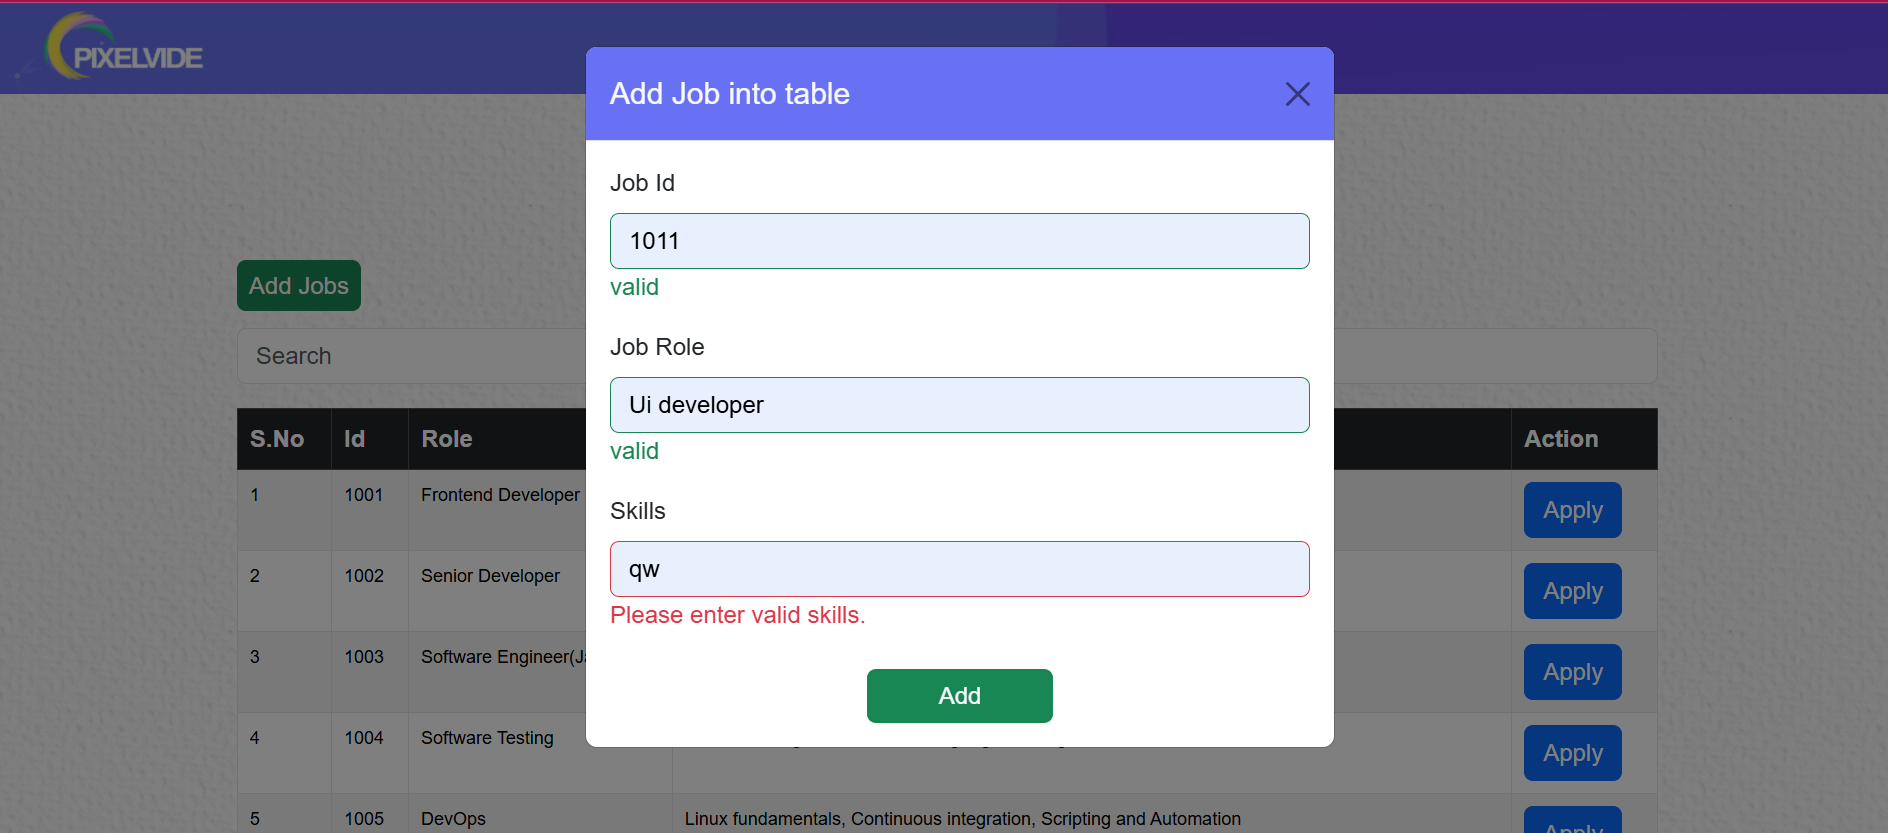 PIXELVIDE
Add Job into table
Job Id
1011
valid
Job Role
Ui developer
valid
Skills
qw
Please enter valid skills.
Add
Add Jobs
Search
S.No Id Role Action
1 1001 Frontend Developer Apply
2 1002 Senior Developer Apply
3 1003 Software Engineer(Ja Apply
4 1004 Software Testing Apply
5 1005 DevOps Linux fundamentals, Continuous integration, Scripting and Automation Apply